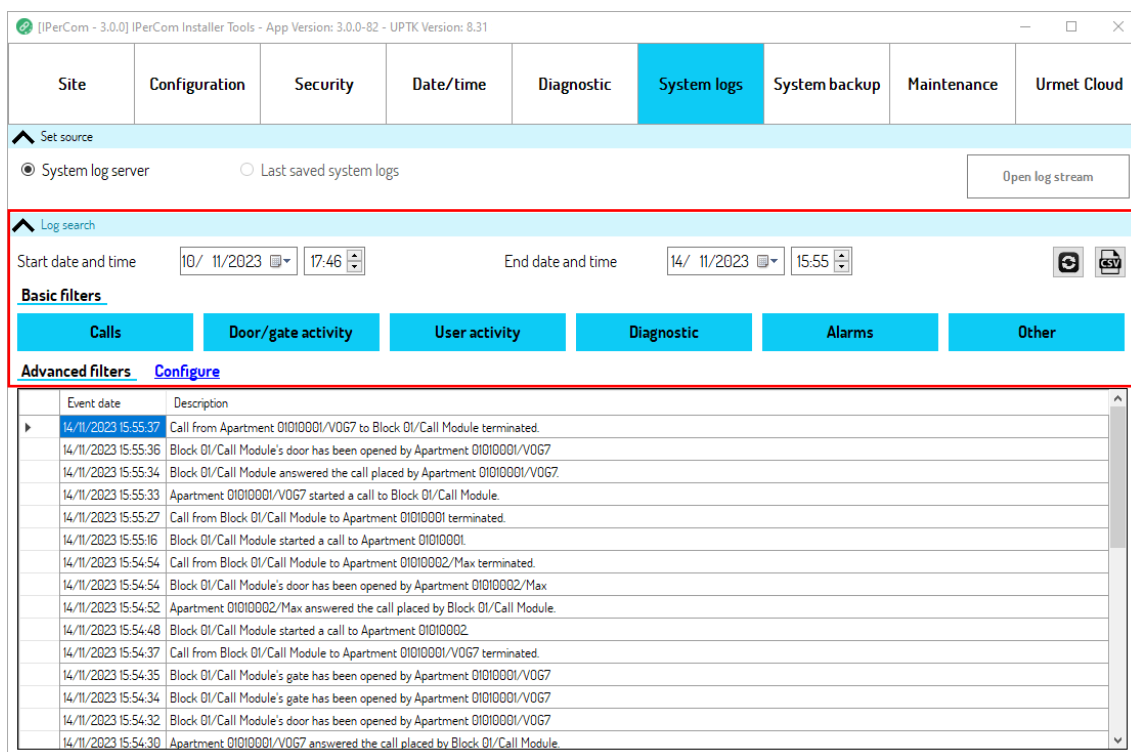 [IPerCom - 3.0.0] IPerCom Installer Tools - App Version: 3.0.0-82 - UPTK Version: 8.31
Site Configuration Security Date/time Diagnostic System logs System backup Maintenance Urmet Cloud
Set source
System log server Last saved system logs Open log stream
Log search
Start date and time 10/ 11/2023 17:46 End date and time 14/ 11/2023 15:55 CSV
Basic filters
Calls Door/gate activity User activity Diagnostic Alarms Other
Advanced filters Configure
Event date Description
14/11/2023 15:55:37 Call from Apartment 01010001/VOG7 to Block 01/Call Module terminated.
14/11/2023 15:55:36 Block 01/Call Module's door has been opened by Apartment 01010001/VOG7
14/11/2023 15:55:34 Block 01/Call Module answered the call placed by Apartment 01010001/VOG7.
14/11/2023 15:55:33 Apartment 01010001/VOG7 started a call to Block 01/Call Module.
14/11/2023 15:55:27 Call from Block 01/Call Module to Apartment 01010001 terminated.
14/11/2023 15:55:16 Block 01/Call Module started a call to Apartment 01010001.
14/11/2023 15:54:54 Call from Block 01/Call Module to Apartment 01010002/Max terminated.
14/11/2023 15:54:54 Block 01/Call Module's door has been opened by Apartment 01010002/Max
14/11/2023 15:54:52 Apartment 01010002/Max answered the call placed by Block 01/Call Module.
14/11/2023 15:54:48 Block 01/Call Module started a call to Apartment 01010002.
14/11/2023 15:54:37 Call from Block 01/Call Module to Apartment 01010001/VOG7 terminated.
14/11/2023 15:54:35 Block 01/Call Module's gate has been opened by Apartment 01010001/VOG7
14/11/2023 15:54:34 Block 01/Call Module's gate has been opened by Apartment 01010001/VOG7
14/11/2023 15:54:32 Block 01/Call Module's door has been opened by Apartment 01010001/VOG7
14/11/2023 15:54:30 Apartment 01010001/VOG7 answered the call placed by Block 01/Call Module.